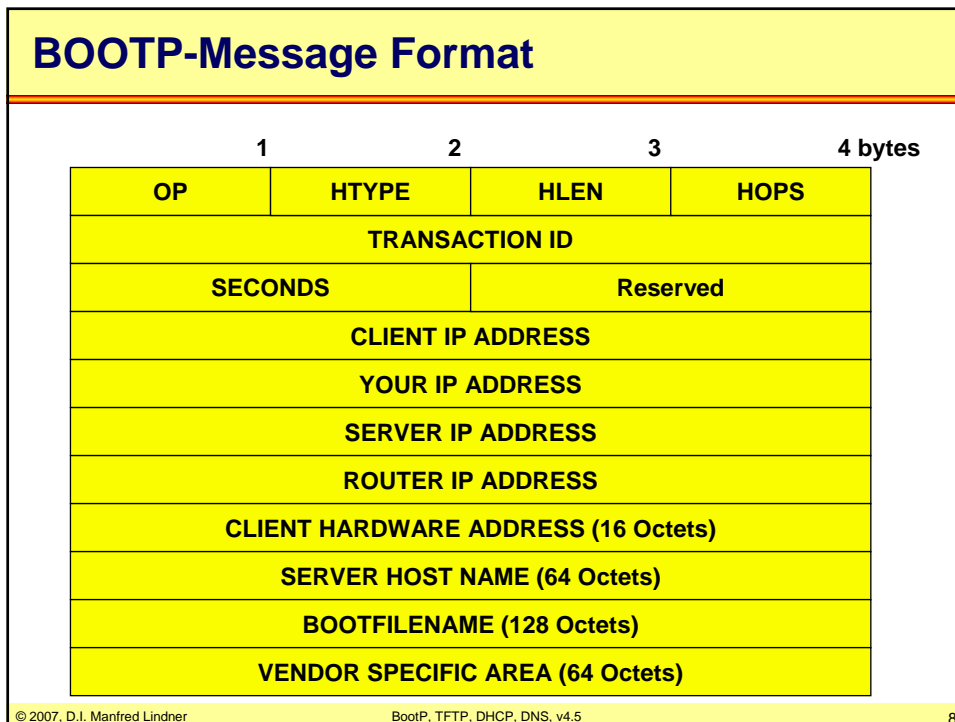 BOOTP-Message Format
1 2 3 4 bytes
OP HTYPE HLEN HOPS
TRANSACTION ID
SECONDS Reserved
CLIENT IP ADDRESS
YOUR IP ADDRESS
SERVER IP ADDRESS
ROUTER IP ADDRESS
CLIENT HARDWARE ADDRESS (16 Octets)
SERVER HOST NAME (64 Octets)
BOOTFILENAME (128 Octets)
VENDOR SPECIFIC AREA (64 Octets)
© 2007, D.I. Manfred Lindner BootP, TFTP, DHCP, DNS, v4.5 8